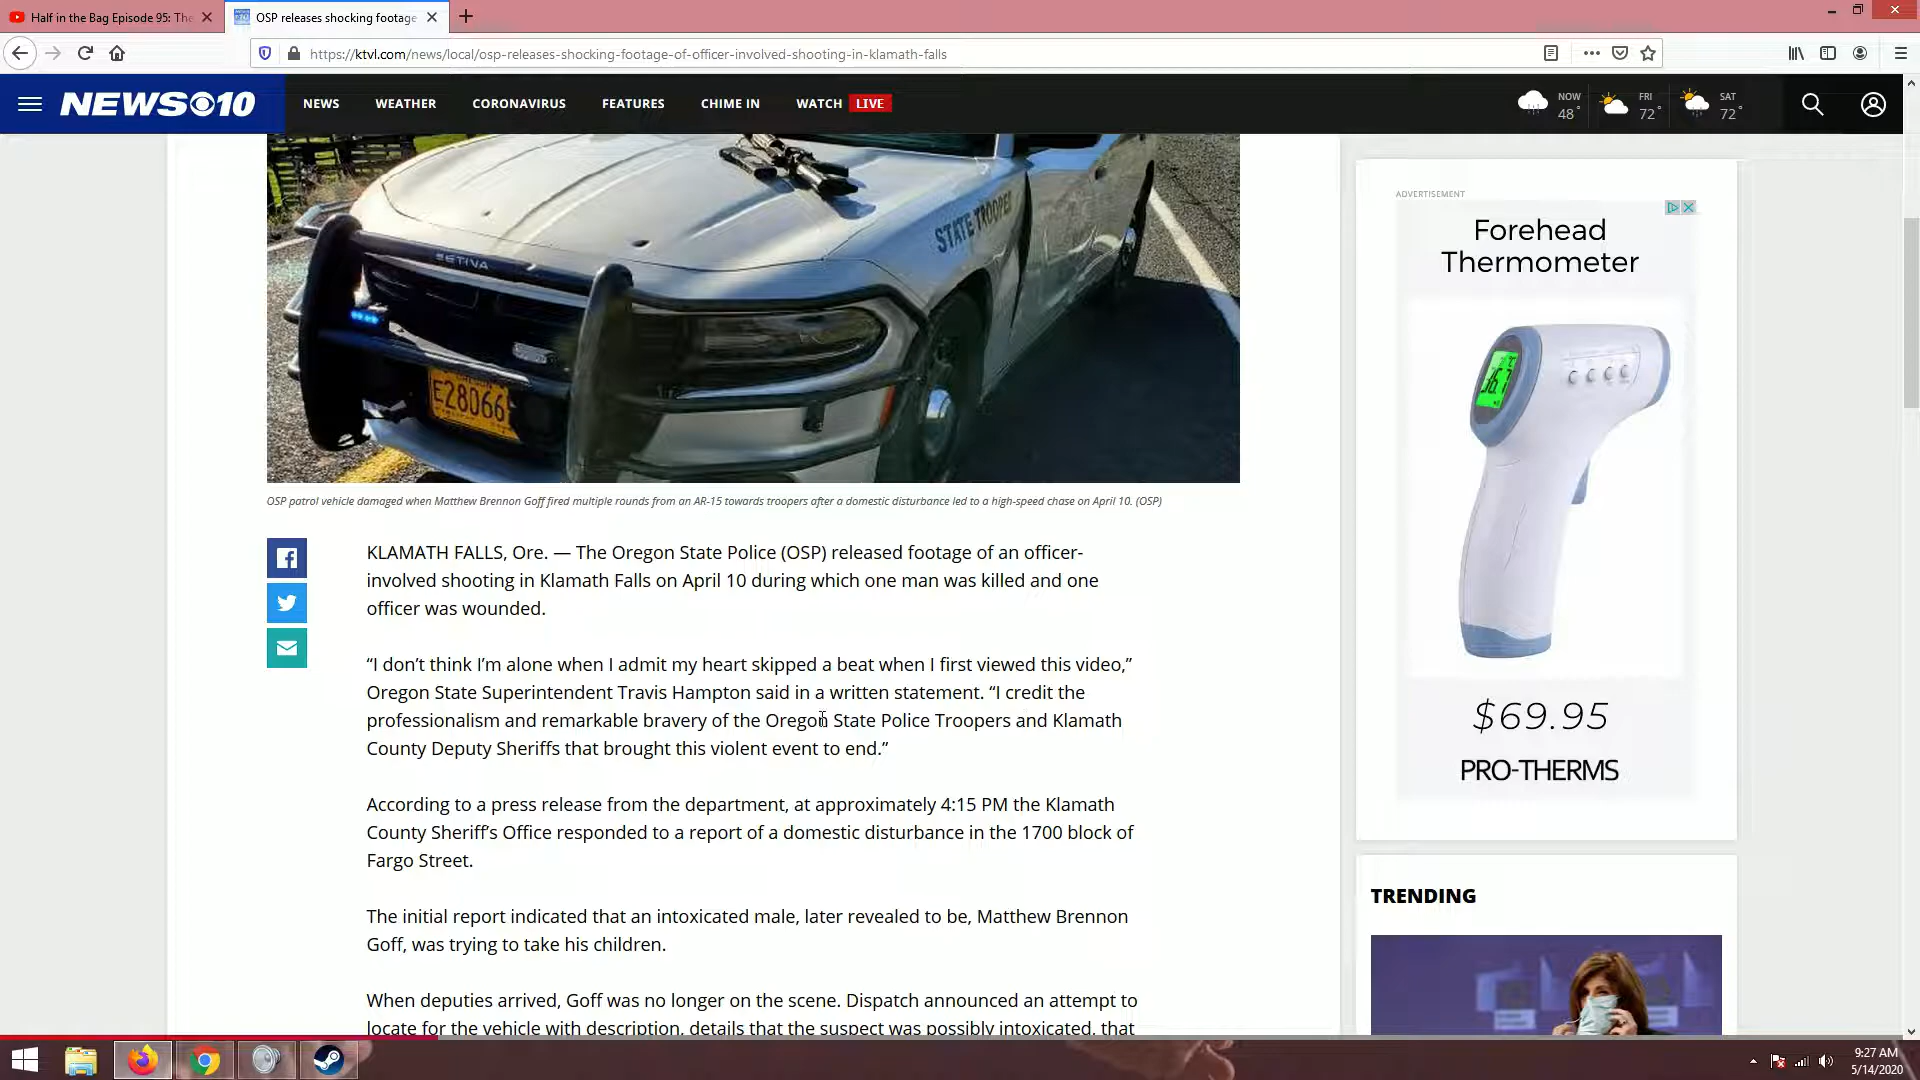 Half in the Bag Episode 95: The
OSP releases shocking footage
https://ktvl.com/news/local/osp-releases-shocking-footage-of-officer-involved-shooting-in-klamath-falls
NEWS 10
NEWS
WEATHER
CORONAVIRUS
FEATURES
CHIME IN
WATCH LIVE
NOW
48°
FRI
72°
SAT
72°
STATE TROOPER
SETINA
E28066
OSP patrol vehicle damaged when Matthew Brennon Goff fired multiple rounds from an AR-15 towards troopers after a domestic disturbance led to a high-speed chase on April 10. (OSP)
KLAMATH FALLS, Ore. — The Oregon State Police (OSP) released footage of an officer-
involved shooting in Klamath Falls on April 10 during which one man was killed and one
officer was wounded.
“I don’t think I’m alone when I admit my heart skipped a beat when I first viewed this video,”
Oregon State Superintendent Travis Hampton said in a written statement. “I credit the
professionalism and remarkable bravery of the Oregon State Police Troopers and Klamath
County Deputy Sheriffs that brought this violent event to end.”
According to a press release from the department, at approximately 4:15 PM the Klamath
County Sheriff’s Office responded to a report of a domestic disturbance in the 1700 block of
Fargo Street.
The initial report indicated that an intoxicated male, later revealed to be, Matthew Brennon
Goff, was trying to take his children.
When deputies arrived, Goff was no longer on the scene. Dispatch announced an attempt to
locate for the vehicle with description, details that the suspect was possibly intoxicated, that
ADVERTISEMENT
Forehead
Thermometer
$69.95
PRO-THERMS
TRENDING
9:27 AM
5/14/2020